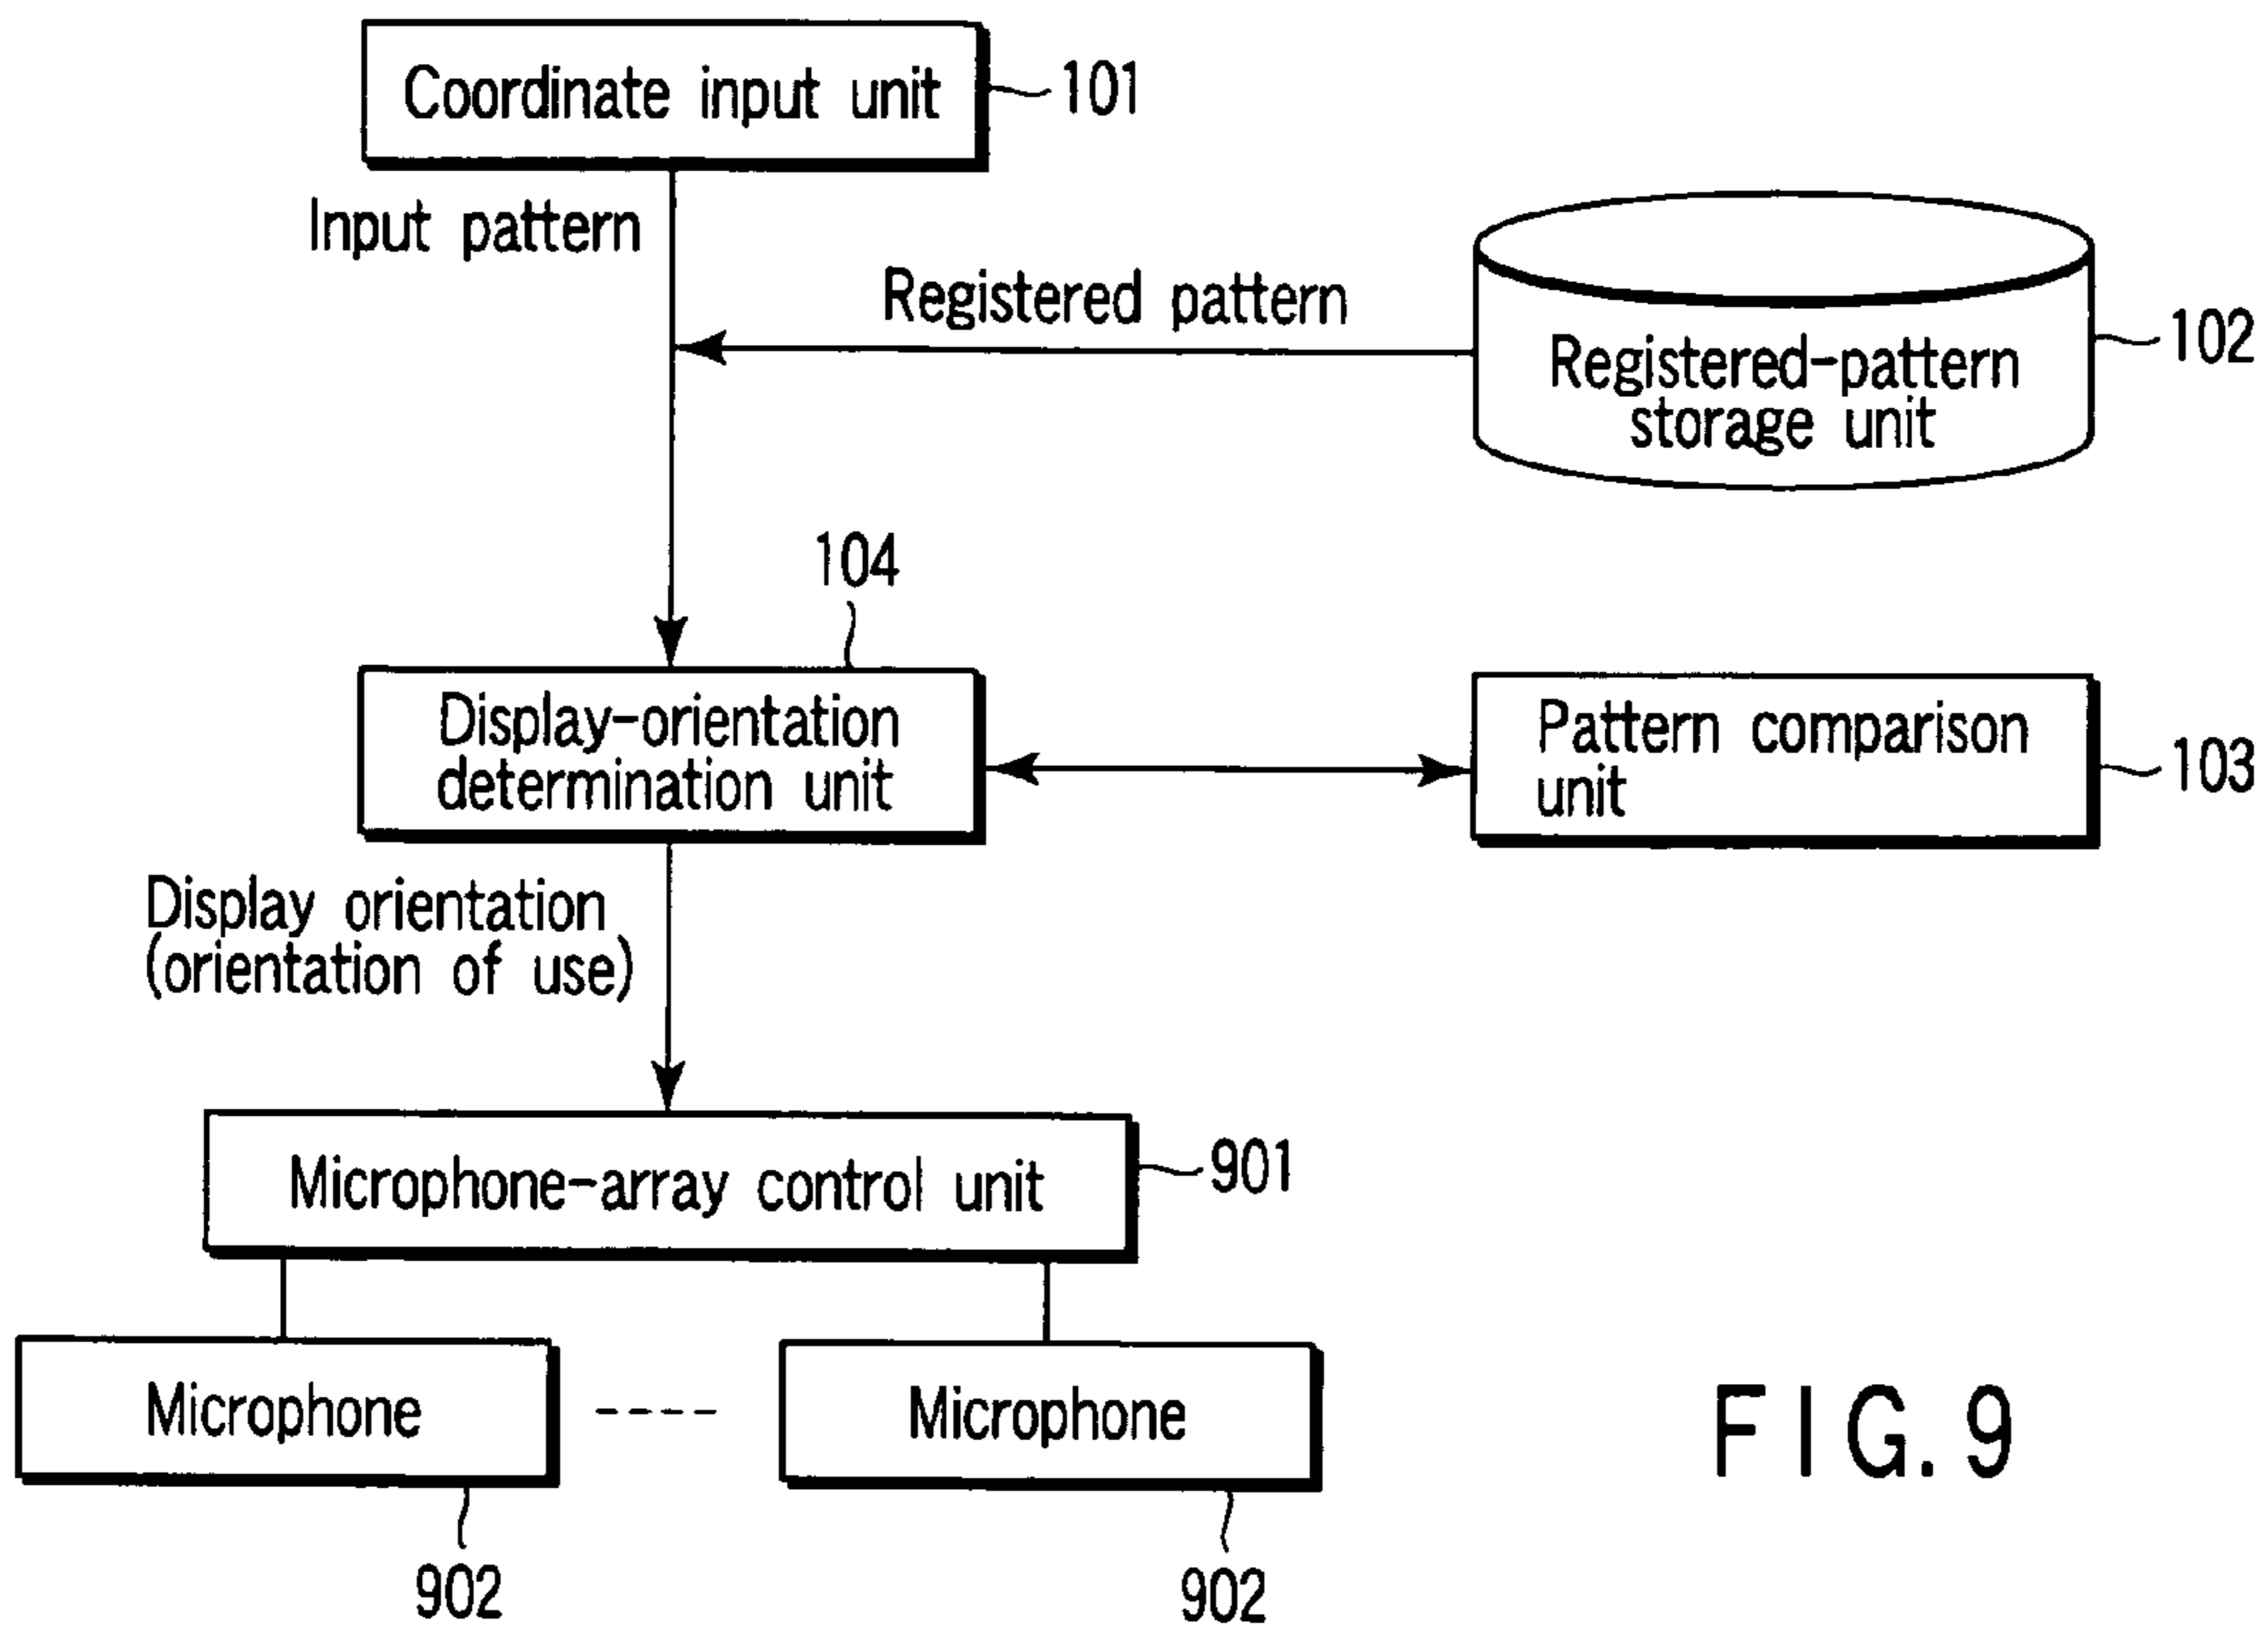 Coordinate input unit
101
Input pattern
Registered pattern
Registered-pattern
storage unit
102
104
Display-orientation
determination unit
Pattern comparison
unit
103
Display orientation
(orientation of use)
Microphone-array control unit
901
Microphone
Microphone
902
902
FIG. 9